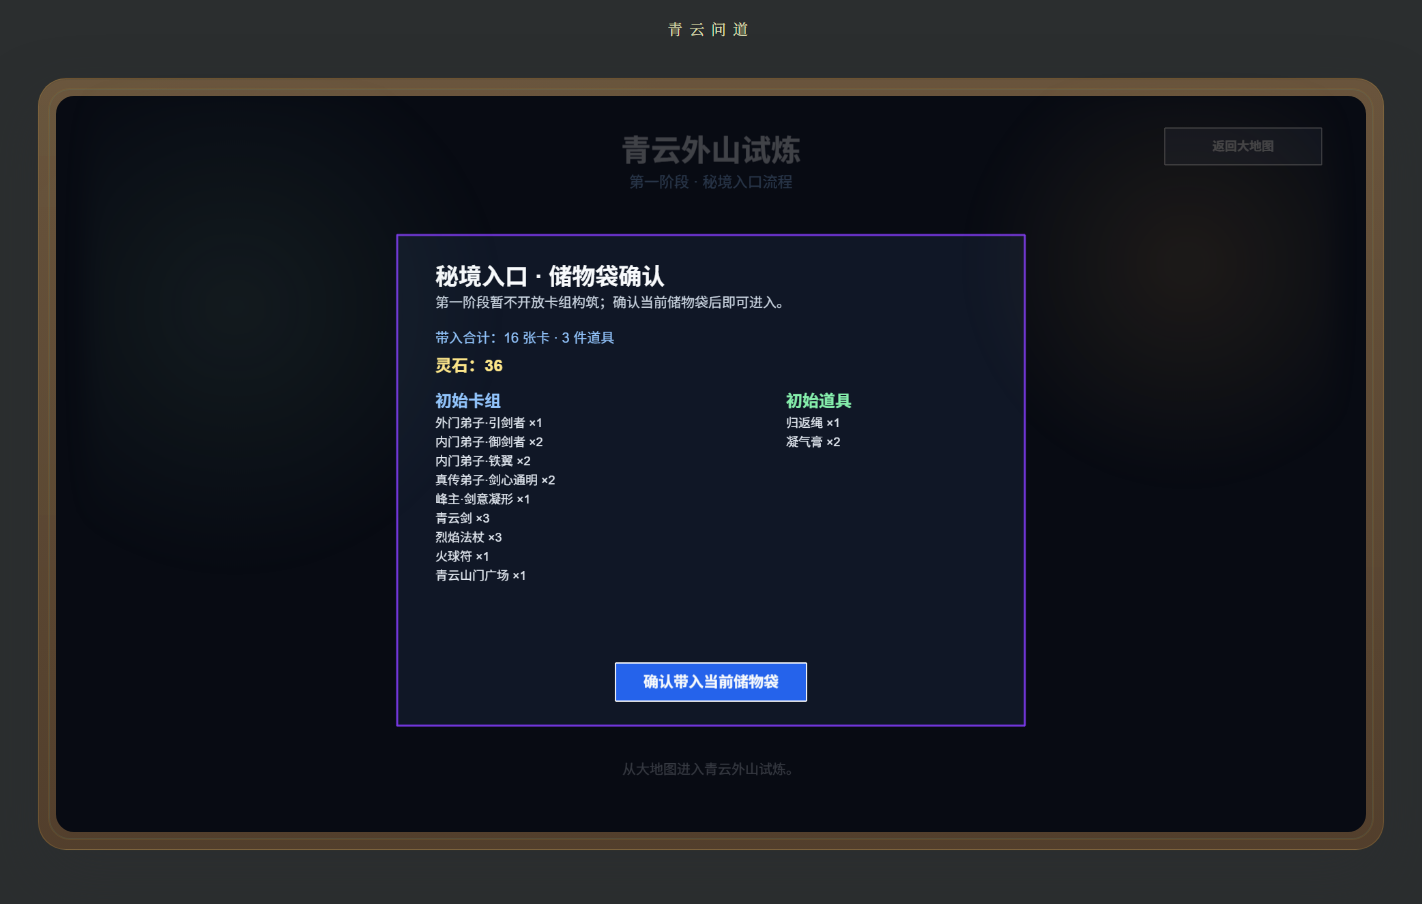 青云问道
青云外山试炼
返回大地图
第一阶段 · 秘境入口流程
秘境入口 · 储物袋确认
第一阶段暂不开放卡组构筑；确认当前储物袋后即可进入。
带入合计：16 张卡 · 3 件道具
灵石：36
初始卡组
外门弟子·引剑者 ×1
内门弟子·御剑者 ×2
内门弟子·铁翼 ×2
真传弟子·剑心通明 ×2
峰主·剑意凝形 ×1
青云剑 ×3
烈焰法杖 ×3
火球符 ×1
青云山门广场 ×1
初始道具
归返绳 ×1
凝气膏 ×2
确认带入当前储物袋
从大地图进入青云外山试炼。